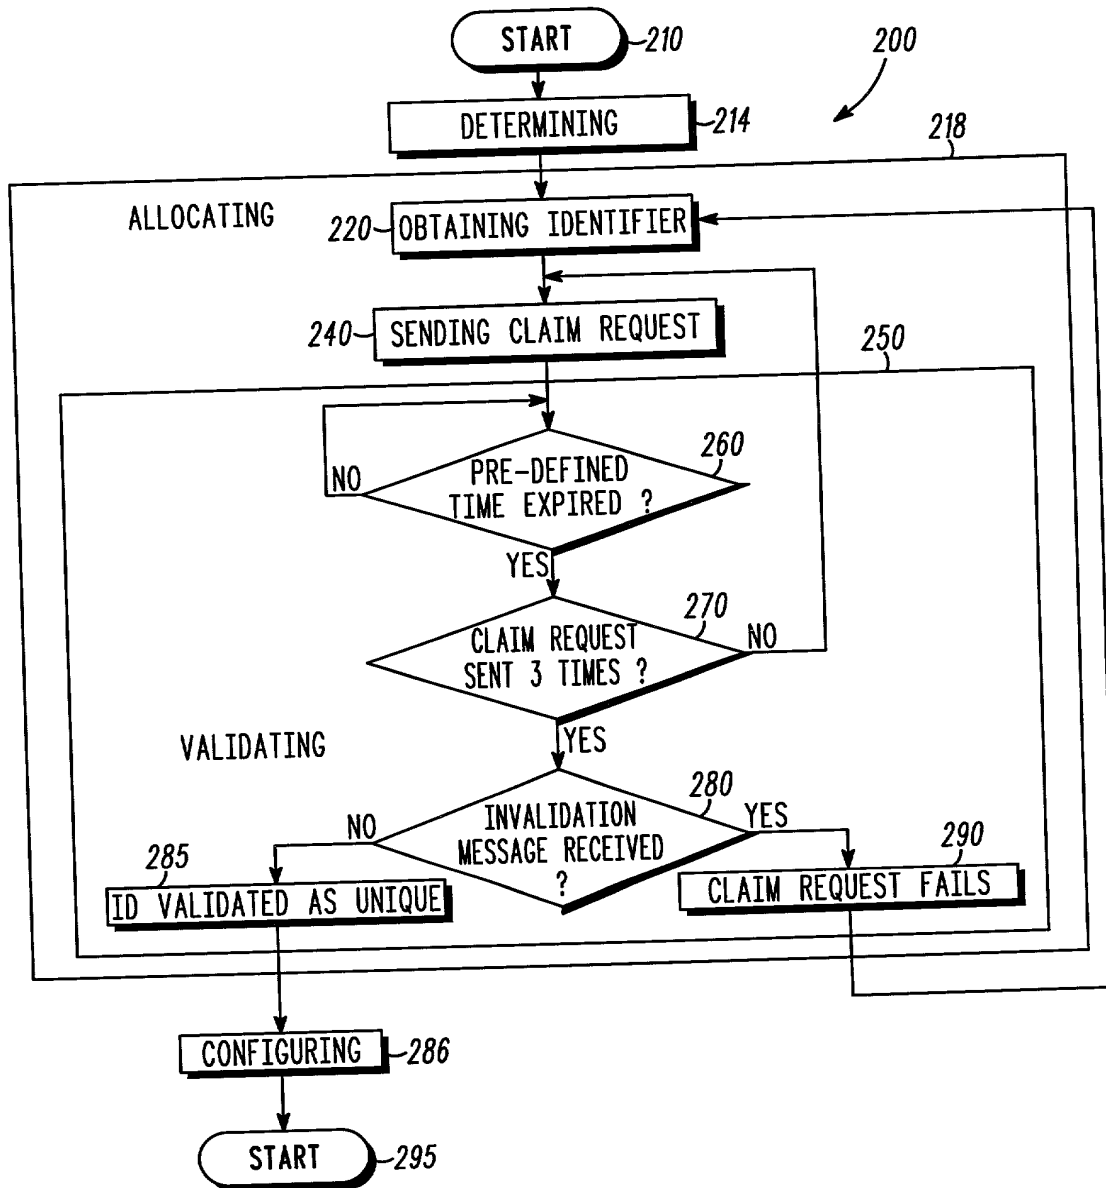 START
210
200
DETERMINING
214
218
ALLOCATING
220
OBTAINING IDENTIFIER
240
SENDING CLAIM REQUEST
250
260
NO
PRE-DEFINED
TIME EXPIRED ?
YES
270
CLAIM REQUEST
SENT 3 TIMES ?
NO
YES
VALIDATING
280
NO
INVALIDATION
MESSAGE RECEIVED
?
YES
285
290
ID VALIDATED AS UNIQUE
CLAIM REQUEST FAILS
CONFIGURING
286
START
295